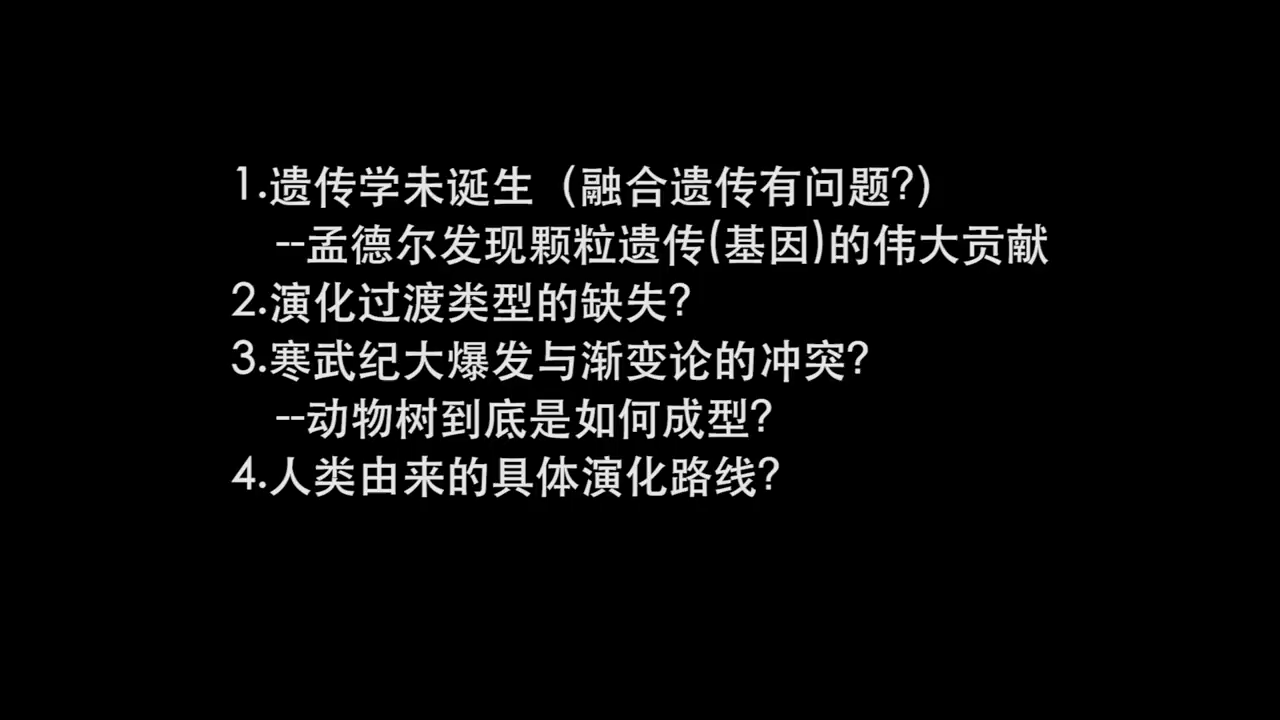 1.遗传学未诞生（融合遗传有问题?)
--孟德尔发现颗粒遗传(基因)的伟大贡献
2.演化过渡类型的缺失?
3.寒武纪大爆发与渐变论的冲突?
--动物树到底是如何成型?
4.人类由来的具体演化路线?